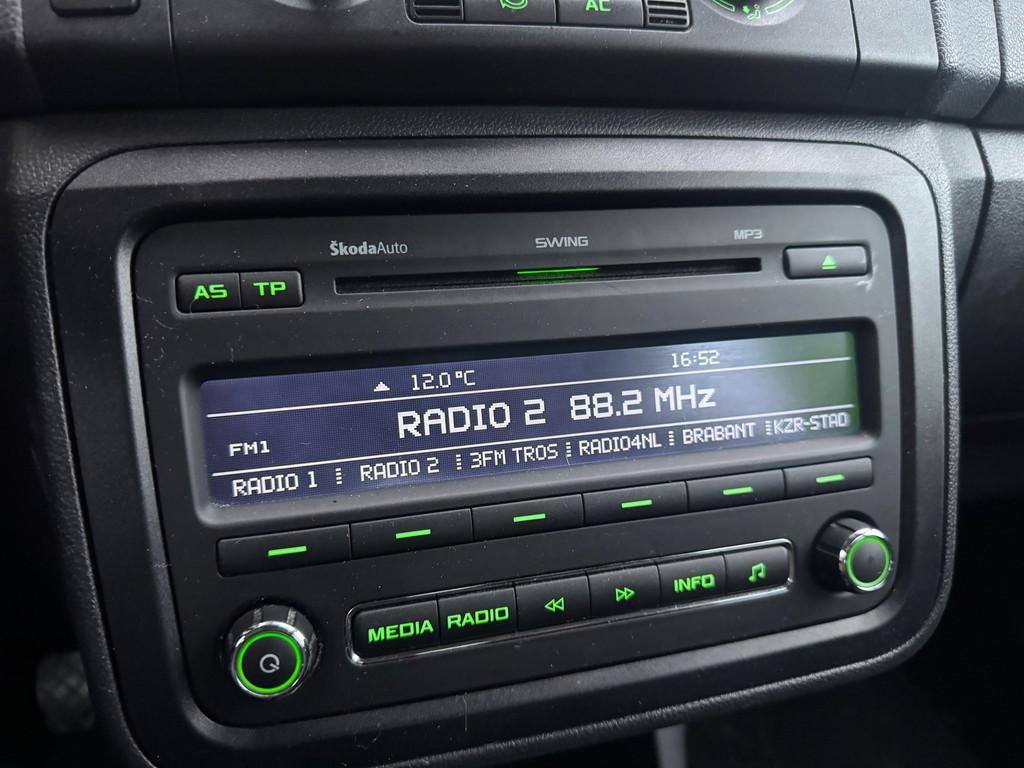 AC
ŠkodaAuto SWING MP3
AS TP
12.0 °C 16:52
RADIO 2 88.2 MHz
FM1
RADIO 1 RADIO 2 3FM TROS RADIO4NL BRABANT KZR-STAD
MEDIA RADIO INFO